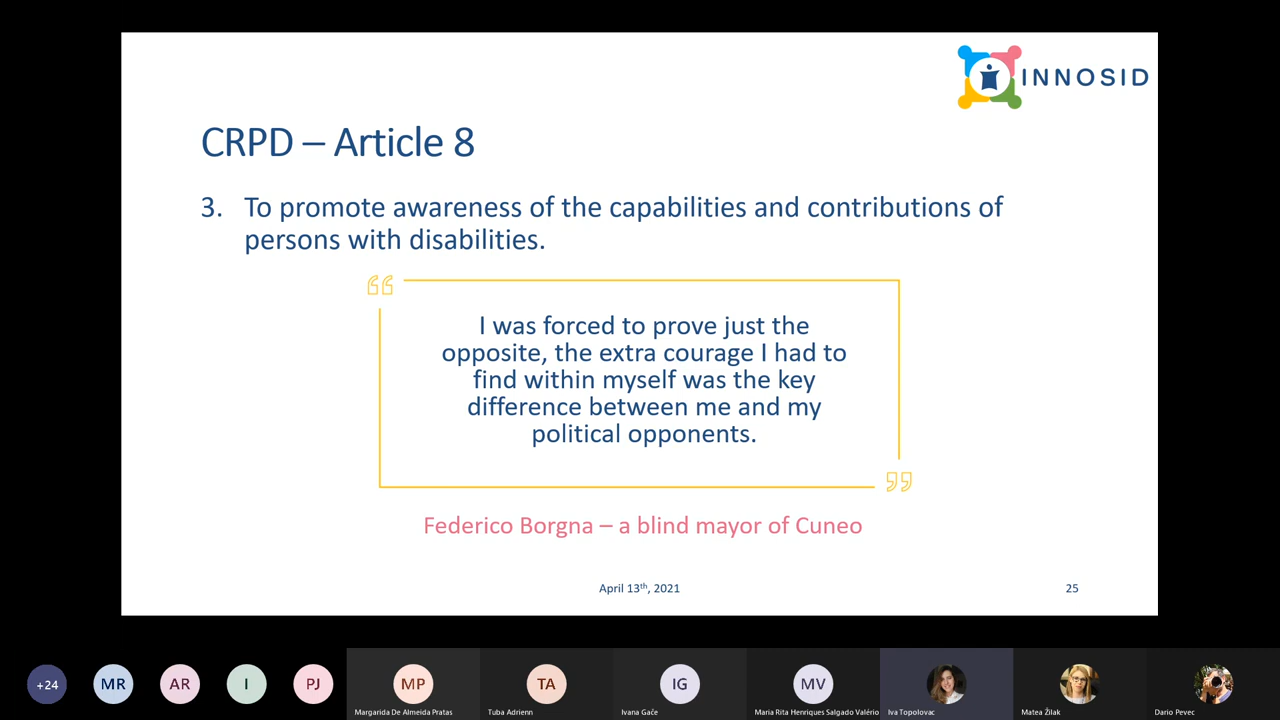 INNOSID
CRPD – Article 8
3. To promote awareness of the capabilities and contributions of
persons with disabilities.
I was forced to prove just the
opposite, the extra courage I had to
find within myself was the key
difference between me and my
political opponents.
Federico Borgna – a blind mayor of Cuneo
April 13th, 2021
25
+24
MR
AR
I
PJ
MP
TA
IG
MV
Margarida De Almeida Pratas
Tuba Adrienn
Ivana Gaće
Maria Rita Henriques Salgado Valério
Iva Topolovac
Matea Žilak
Dario Pevec